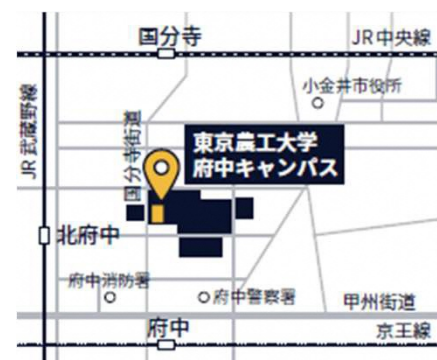 国分寺
JR中央線
小金井市役所
JR武蔵野線
国分寺街道
東京農工大学
府中キャンパス
北府中
府中消防署
府中警察署
甲州街道
府中
京王線